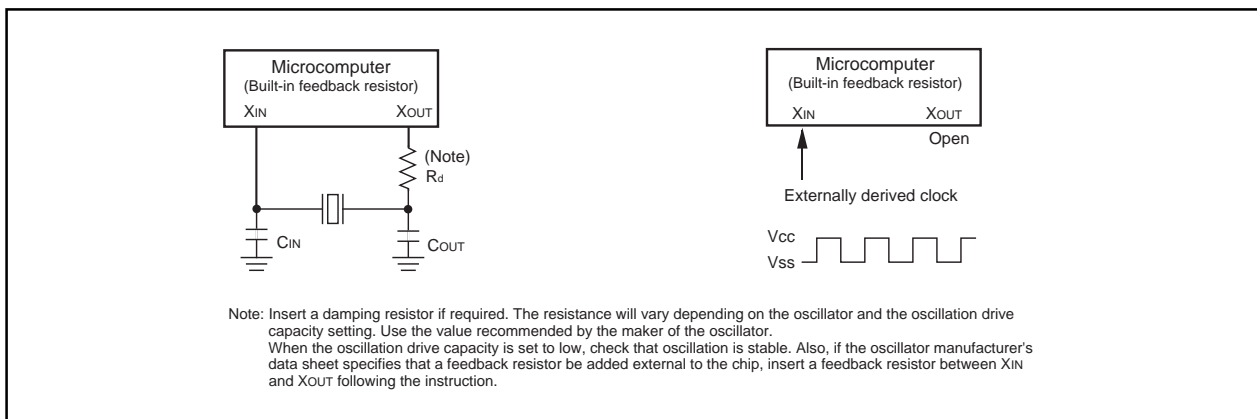 Microcomputer
(Built-in feedback resistor)
XIN XOUT
(Note)
Rd
CIN
COUT
Microcomputer
(Built-in feedback resistor)
XIN XOUT
Open
Externally derived clock
Vcc
Vss
Note: Insert a damping resistor if required. The resistance will vary depending on the oscillator and the oscillation drive
capacity setting. Use the value recommended by the maker of the oscillator.
When the oscillation drive capacity is set to low, check that oscillation is stable. Also, if the oscillator manufacturer's
data sheet specifies that a feedback resistor be added external to the chip, insert a feedback resistor between XIN
and XOUT following the instruction.